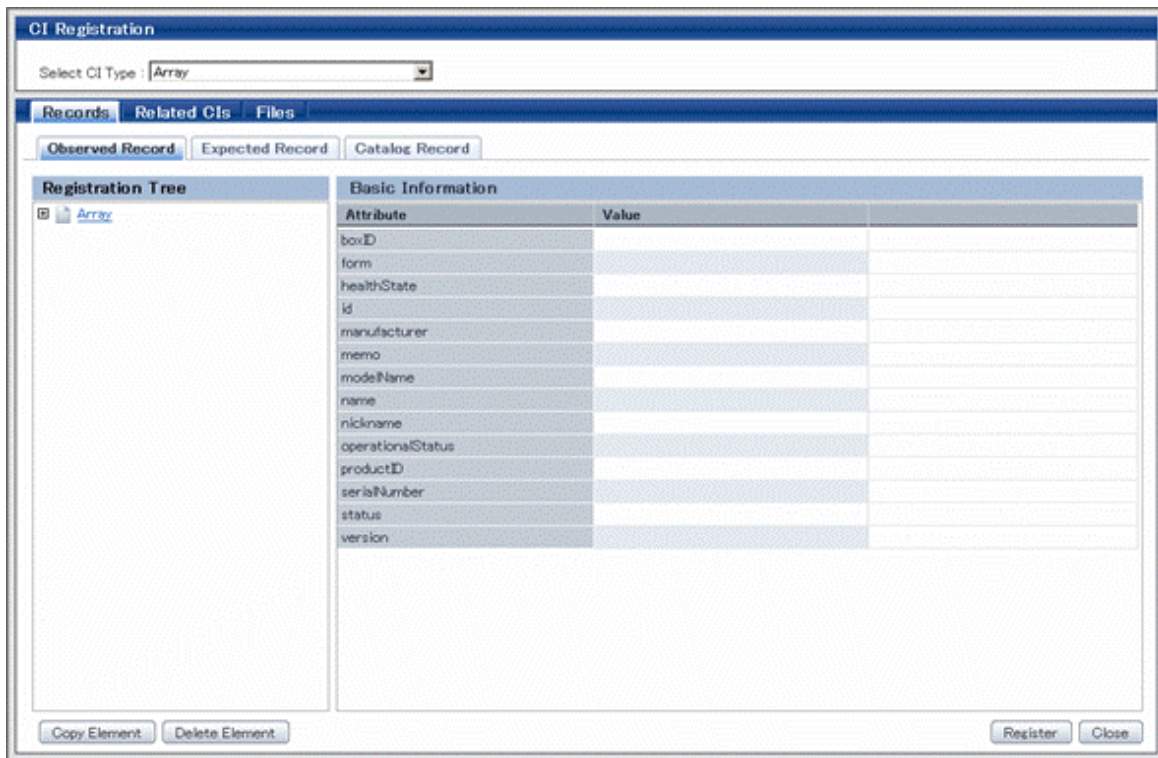 CI Registration
Select CI Type : Array
Records Related CIs Files
Observed Record Expected Record Catalog Record
Registration Tree Basic Information
Array Attribute Value
boxID
form
healthState
id
manufacturer
memo
modelName
name
nickname
operationalStatus
productID
serialNumber
status
version
Copy Element Delete Element Register Close